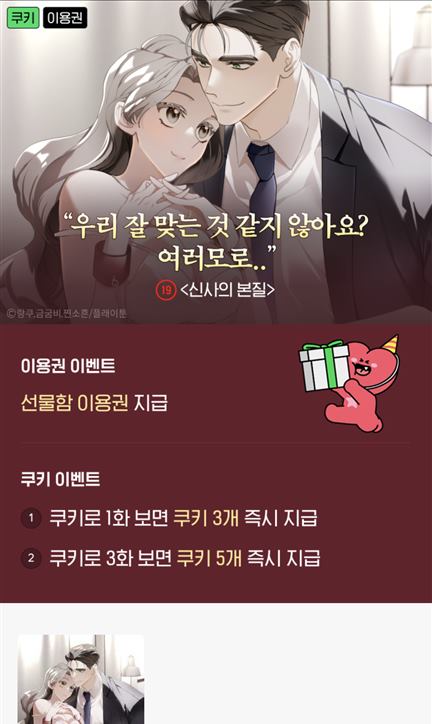 쿠키 이용권
“우리 잘 맞는 것 같지 않아요?
여러모로..”
19 <신사의 본질>
©랑쿠,금굼비,찐소흔/플레이툰
이용권 이벤트
선물함 이용권 지급
쿠키 이벤트
1 쿠키로 1화 보면 쿠키 3개 즉시 지급
2 쿠키로 3화 보면 쿠키 5개 즉시 지급